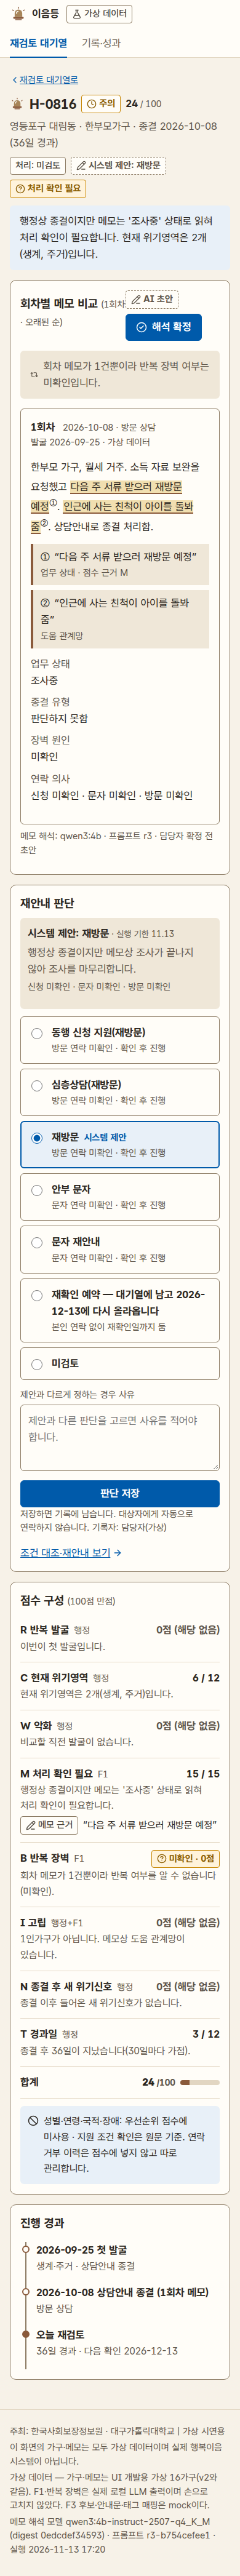 이음등 가상 데이터
재검토 대기열 기록·성과
재검토 대기열로
H-0816 주의 24 / 100
영등포구 대림동 · 한부모가구 · 종결 2026-10-08
(36일 경과)
처리: 미검토 시스템 제안: 재방문
처리 확인 필요
행정상 종결이지만 메모는 '조사중' 상태로 읽혀
처리 확인이 필요합니다. 현재 위기영역은 2개
(생계, 주거)입니다.
회차별 메모 비교 (1회차 AI 초안
· 오래된 순) 해석 확정
회차 메모가 1건뿐이라 반복 장벽 여부는
미확인입니다.
1회차 2026-10-08 · 방문 상담
발굴 2026-09-25 · 가상 데이터
한부모 가구, 월세 거주. 소득 자료 보완을
요청했고 다음 주 서류 받으러 재방문
예정①. 인근에 사는 친척이 아이를 돌봐
줌②. 상담안내로 종결 처리함.
① “다음 주 서류 받으러 재방문 예정”
업무 상태 · 점수 근거 M
② “인근에 사는 친척이 아이를 돌봐
줌”
도움 관계망
업무 상태
조사중
종결 유형
판단하지 못함
장벽 원인
미확인
연락 의사
신청 미확인 · 문자 미확인 · 방문 미확인
메모 해석: qwen3:4b · 프롬프트 r3 · 담당자 확정 전
초안
재안내 판단
시스템 제안: 재방문 · 실행 기한 11.13
행정상 종결이지만 메모상 조사가 끝나지
않아 조사를 마무리합니다.
신청 미확인 · 문자 미확인 · 방문 미확인
동행 신청 지원(재방문)
방문 연락 미확인 · 확인 후 진행
심층상담(재방문)
방문 연락 미확인 · 확인 후 진행
재방문 시스템 제안
방문 연락 미확인 · 확인 후 진행
안부 문자
문자 연락 미확인 · 확인 후 진행
문자 재안내
문자 연락 미확인 · 확인 후 진행
재확인 예약 — 대기열에 남고 2026-
12-13에 다시 올라옵니다
본인 연락 없이 재확인일까지 둠
미검토
제안과 다르게 정하는 경우 사유
제안과 다른 판단을 고르면 사유를 적어야
합니다.
판단 저장
저장하면 기록에 남습니다. 대상자에게 자동으로
연락하지 않습니다. 기록자: 담당자(가상)
조건 대조·재안내 보기 →
점수 구성 (100점 만점)
R 반복 발굴 행정 0점 (해당 없음)
이번이 첫 발굴입니다.
C 현재 위기영역 행정 6 / 12
현재 위기영역은 2개(생계, 주거)입니다.
W 악화 행정 0점 (해당 없음)
비교할 직전 발굴이 없습니다.
M 처리 확인 필요 F1 15 / 15
행정상 종결이지만 메모는 '조사중' 상태로 읽혀
처리 확인이 필요합니다.
메모 근거 “다음 주 서류 받으러 재방문 예정”
B 반복 장벽 F1 미확인 · 0점
회차 메모가 1건뿐이라 반복 여부를 알 수 없습니다
(미확인).
I 고립 행정+F1 0점 (해당 없음)
1인가구가 아닙니다. 메모상 도움 관계망이
있습니다.
N 종결 후 새 위기신호 행정 0점 (해당 없음)
종결 이후 들어온 새 위기신호가 없습니다.
T 경과일 행정 3 / 12
종결 후 36일이 지났습니다(30일마다 가점).
합계 24 /100
성별·연령·국적·장애: 우선순위 점수에
미사용 · 지원 조건 확인은 원문 기준. 연락
거부 이력은 점수에 넣지 않고 따로
관리합니다.
진행 경과
2026-09-25 첫 발굴
생계·주거 · 상담안내 종결
2026-10-08 상담안내 종결 (1회차 메모)
방문 상담
오늘 재검토
36일 경과 · 다음 확인 2026-12-13
주최: 한국사회보장정보원 · 대구가톨릭대학교 | 가상 시연용
이 화면의 가구·메모는 모두 가상 데이터이며 실제 행복이음
시스템이 아닙니다.
가상 데이터 — 가구·메모는 UI 개발용 가상 16가구(v2와
같음). F1·반복 장벽은 실제 로컬 LLM 출력이며 손으로
고치지 않았다. F3 후보·안내문·태그 매핑은 mock이다.
메모 해석 모델 qwen3:4b-instruct-2507-q4_K_M
(digest 0edcdef34593) · 프롬프트 r3-b754cefee1 ·
실행 2026-11-13 17:20